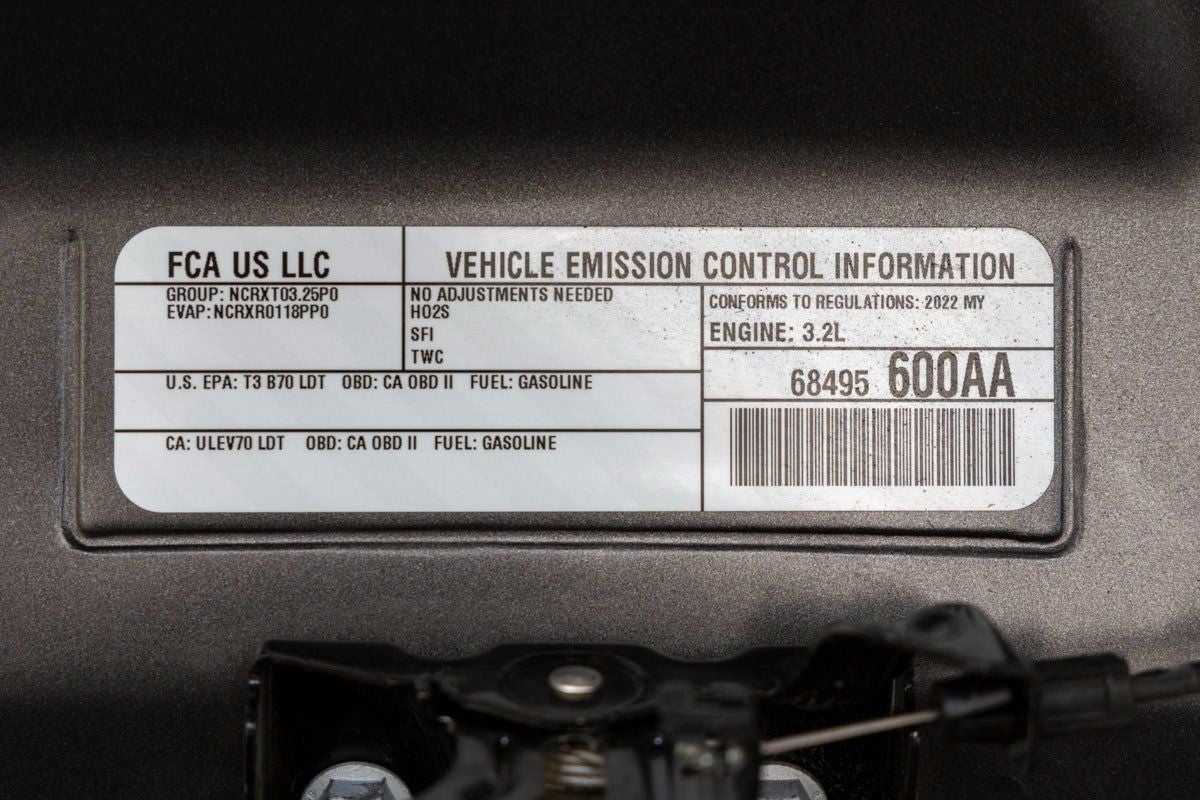 FCA US LLC
VEHICLE EMISSION CONTROL INFORMATION
GROUP: NCRXT03.25P0
EVAP:NCRXR0118PP0
NO ADJUSTMENTS NEEDED
HO2S
SFI
TWC
CONFORMS TO REGULATIONS: 2022 MY
ENGINE: 3.2L
68495 600AA
U.S. EPA: T3 B70 LDT OBD: CA OBD II FUEL: GASOLINE
CA: ULEV70 LDT OBD: CA OBD II FUEL: GASOLINE